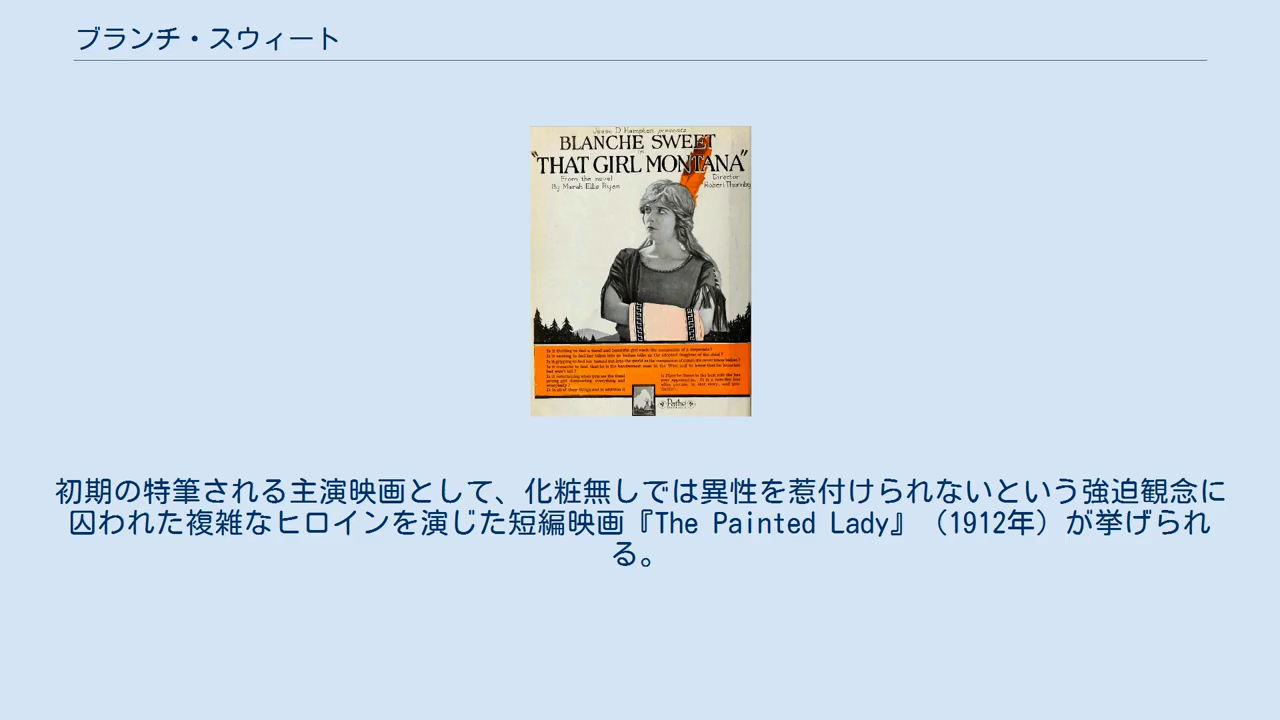 ブランチ・スウィート
Jesse D. Hampton presents
BLANCHE SWEET
in
"THAT GIRL MONTANA"
From the novel
By Marah Ellis Ryan
Director
Robert Thornby
Pathé
初期の特筆される主演映画として、化粧無しでは異性を惹付けられないという強迫観念に
囚われた複雑なヒロインを演じた短編映画『The Painted Lady』（1912年）が挙げられ
る。